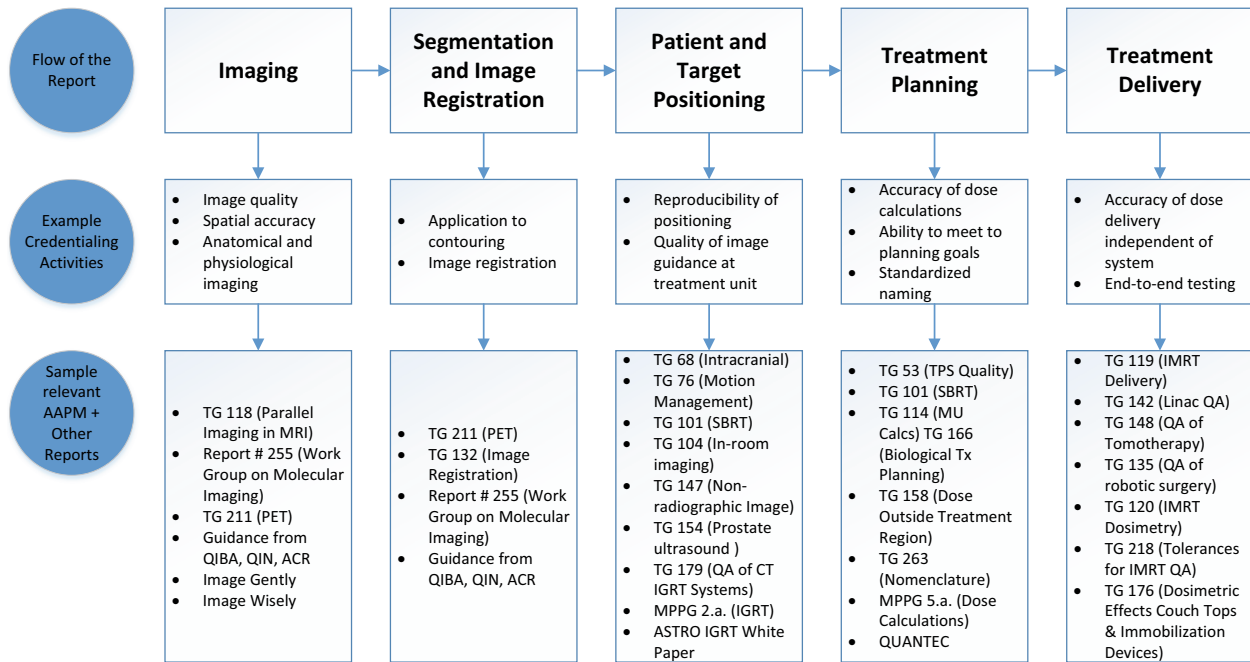 Flow of the
Report
Imaging
Segmentation
and Image
Registration
Patient and
Target
Positioning
Treatment
Planning
Treatment
Delivery
Example
Credentialing
Activities
• Image quality
• Spatial accuracy
• Anatomical and
physiological
imaging
• Application to
contouring
• Image registration
• Reproducibility of
positioning
• Quality of image
guidance at
treatment unit
• Accuracy of dose
calculations
• Ability to meet to
planning goals
• Standardized
naming
• Accuracy of dose
delivery
independent of
system
• End-to-end testing
Sample
relevant
AAPM +
Other
Reports
• TG 118 (Parallel
Imaging in MRI)
• Report # 255 (Work
Group on Molecular
Imaging)
• TG 211 (PET)
• Guidance from
QIBA, QIN, ACR
• Image Gently
• Image Wisely
• TG 211 (PET)
• TG 132 (Image
Registration)
• Report # 255 (Work
Group on Molecular
Imaging)
• Guidance from
QIBA, QIN, ACR
• TG 68 (Intracranial)
• TG 76 (Motion
Management)
• TG 101 (SBRT)
• TG 104 (In-room
imaging)
• TG 147 (Non-
radiographic Image)
• TG 154 (Prostate
ultrasound )
• TG 179 (QA of CT
IGRT Systems)
• MPPG 2.a. (IGRT)
• ASTRO IGRT White
Paper
• TG 53 (TPS Quality)
• TG 101 (SBRT)
• TG 114 (MU
Calcs) TG 166
(Biological Tx
Planning)
• TG 158 (Dose
Outside Treatment
Region)
• TG 263
(Nomenclature)
• MPPG 5.a. (Dose
Calculations)
• QUANTEC
• TG 119 (IMRT
Delivery)
• TG 142 (Linac QA)
• TG 148 (QA of
Tomotherapy)
• TG 135 (QA of
robotic surgery)
• TG 120 (IMRT
Dosimetry)
• TG 218 (Tolerances
for IMRT QA)
• TG 176 (Dosimetric
Effects Couch Tops
& Immobilization
Devices)